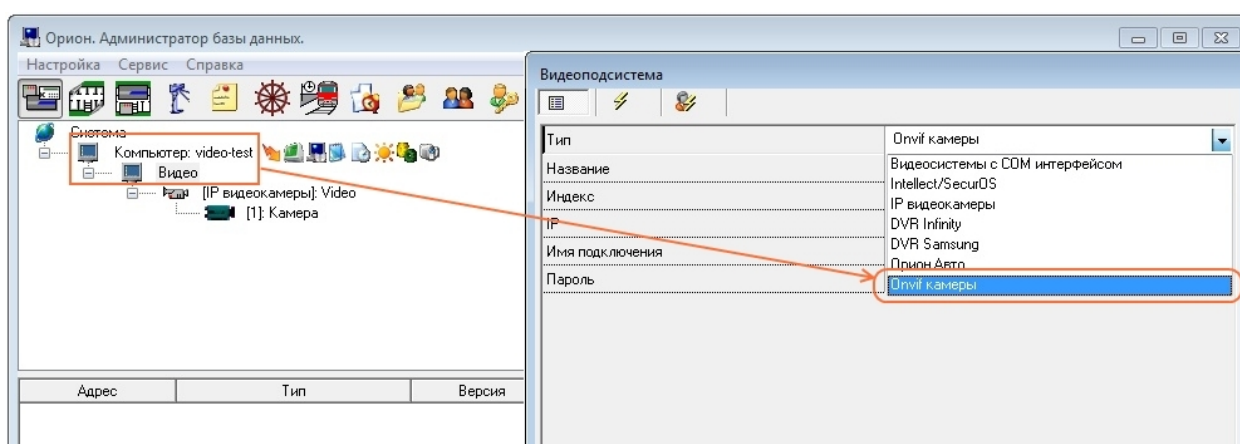 Орион. Администратор базы данных.
Настройка Сервис Справка
Система
Компьютер: video-test
Видео
[IP видеокамеры]: Video
[1]: Камера
Адрес Тип Версия
Видеоподсистема
Тип Onvif камеры
Название
Индекс
IP
Имя подключения
Пароль
Видеосистемы с COM интерфейсом
Intellect/SecurOS
IP видеокамеры
DVR Infinity
DVR Samsung
Орион Авто
Onvif камеры